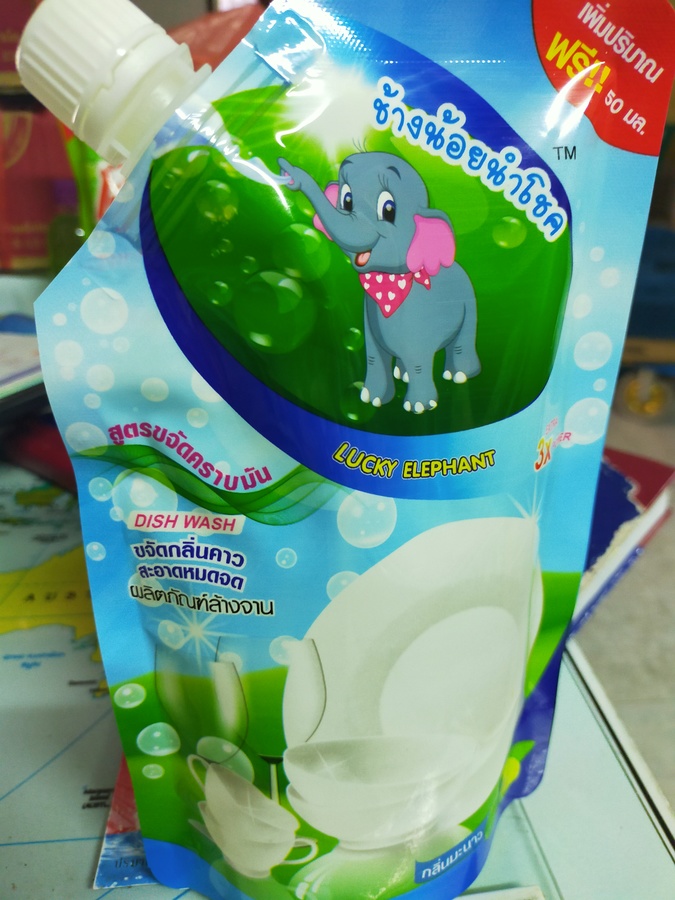 เพิ่มปริมาณ
ฟรี!! 50 มล.
ช้างน้อยนำโชค
TM
LUCKY ELEPHANT
3X
สูตรขจัดคราบมัน
DISH WASH
ขจัดกลิ่นคาว
สะอาดหมดจด
ผลิตภัณฑ์ล้างจาน
กลิ่นมะนาว